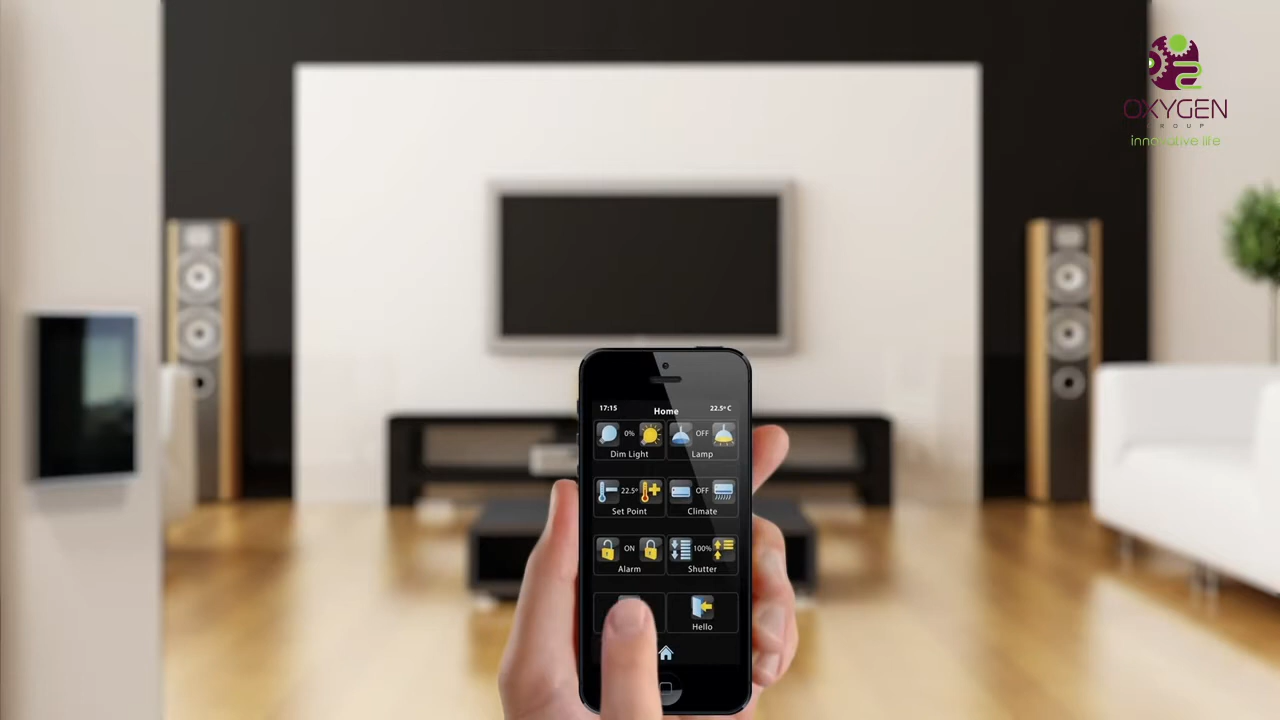 OXYGEN
GROUP
innovative life
17:15 Home 22.5° C
0% OFF
Dim Light Lamp
22.5° OFF
Set Point Climate
ON 100%
Alarm Shutter
Hello